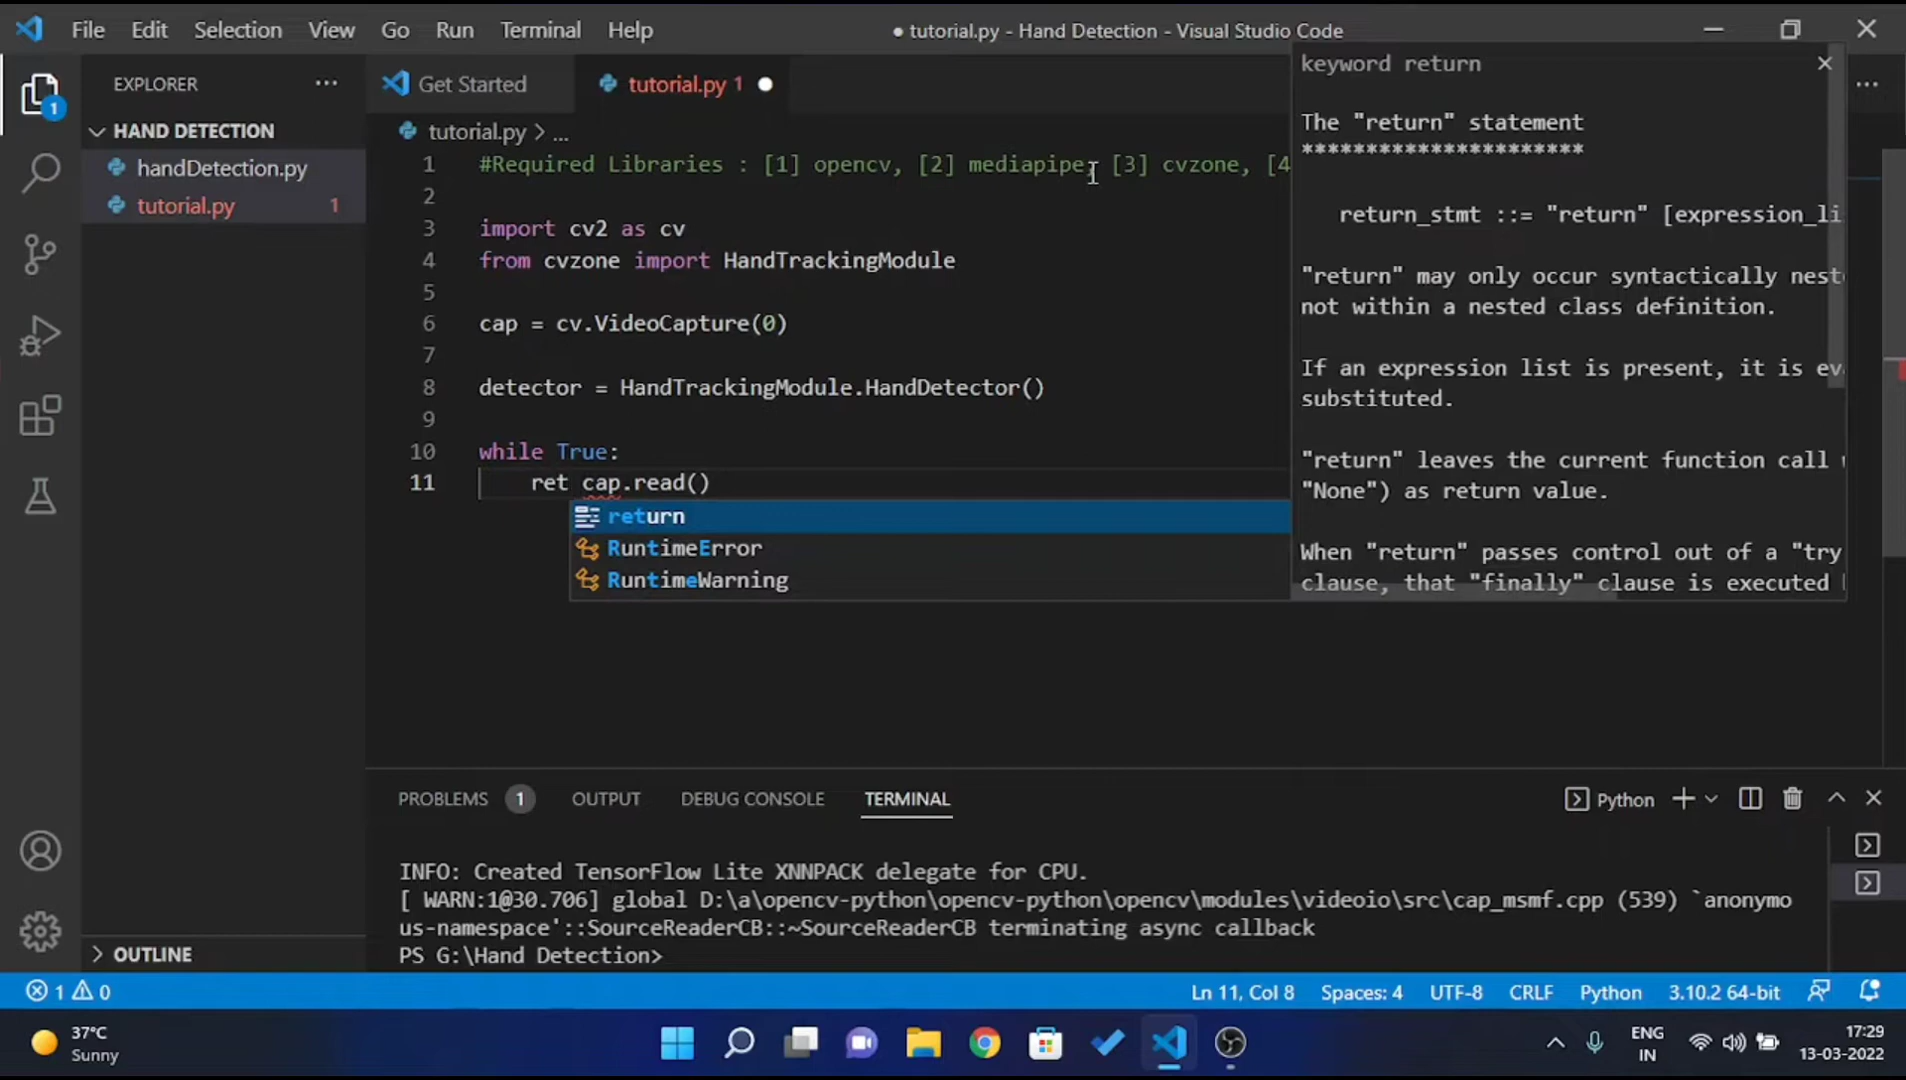 File Edit Selection View Go Run Terminal Help
● tutorial.py - Hand Detection - Visual Studio Code
EXPLORER
HAND DETECTION
handDetection.py
tutorial.py 1
OUTLINE
1
Get Started
tutorial.py 1
tutorial.py > ...
1 #Required Libraries : [1] opencv, [2] mediapipe, [3] cvzone, [4
2
3 import cv2 as cv
4 from cvzone import HandTrackingModule
5
6 cap = cv.VideoCapture(0)
7
8 detector = HandTrackingModule.HandDetector()
9
10 while True:
11 ret cap.read()
return
RuntimeError
RuntimeWarning
keyword return
The "return" statement
**********************
return_stmt ::= "return" [expression_li
"return" may only occur syntactically nest
not within a nested class definition.
If an expression list is present, it is ev
substituted.
"return" leaves the current function call
"None") as return value.
When "return" passes control out of a "try
clause, that "finally" clause is executed
PROBLEMS 1 OUTPUT DEBUG CONSOLE TERMINAL
Python
INFO: Created TensorFlow Lite XNNPACK delegate for CPU.
[ WARN:1@30.706] global D:\a\opencv-python\opencv-python\opencv\modules\videoio\src\cap_msmf.cpp (539) `anonymo
us-namespace'::SourceReaderCB::~SourceReaderCB terminating async callback
PS G:\Hand Detection>
1 0
Ln 11, Col 8 Spaces: 4 UTF-8 CRLF Python 3.10.2 64-bit
37°C
Sunny
ENG
IN
17:29
13-03-2022